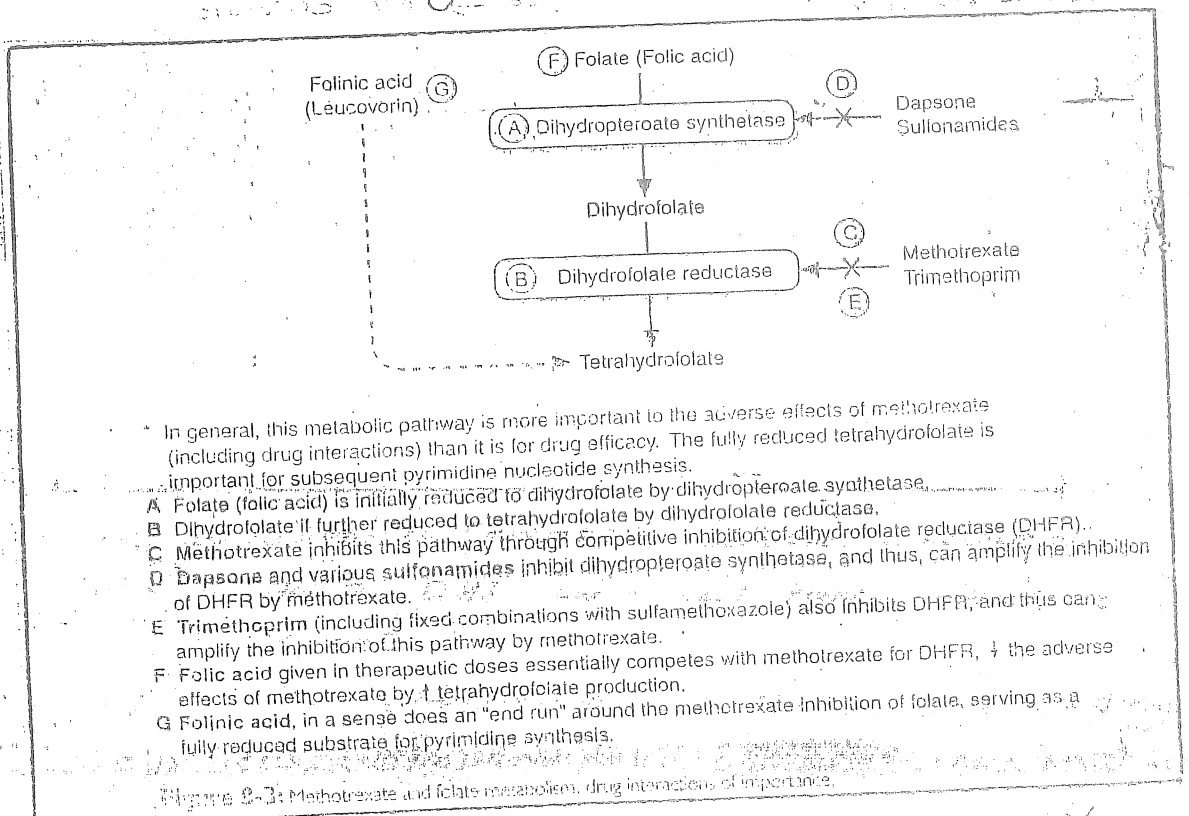 Folinic acid
(Leucovorin) G
F Folate (Folic acid)
A Dihydropteroate synthetase
D
Dapsone
Sulfonamides
Dihydrofolate
B Dihydrofolate reductase
C
E
Methotrexate
Trimethoprim
Tetrahydrofolate
* In general, this metabolic pathway is more important to the adverse effects of methotrexate
(including drug interactions) than it is for drug efficacy. The fully reduced tetrahydrofolate is
important for subsequent pyrimidine nucleotide synthesis.
A Folate (folic acid) is initially reduced to dihydrofolate by dihydropteroate synthetase.
B Dihydrofolate if further reduced to tetrahydrofolate by dihydrofolate reductase.
C Methotrexate inhibits this pathway through competitive inhibition of dihydrofolate reductase (DHFR).
D Dapsone and various sulfonamides inhibit dihydropteroate synthetase, and thus, can amplify the inhibition
of DHFR by methotrexate.
E Trimethoprim (including fixed combinations with sulfamethoxazole) also inhibits DHFR, and thus can
amplify the inhibition of this pathway by methotrexate.
F Folic acid given in therapeutic doses essentially competes with methotrexate for DHFR, ↓ the adverse
effects of methotrexate by ↑ tetrahydrofolate production.
G Folinic acid, in a sense does an "end run" around the methotrexate inhibition of folate, serving as a
fully reduced substrate for pyrimidine synthesis.
Figure 8-3: Methotrexate and folate metabolism, drug interactions of importance.